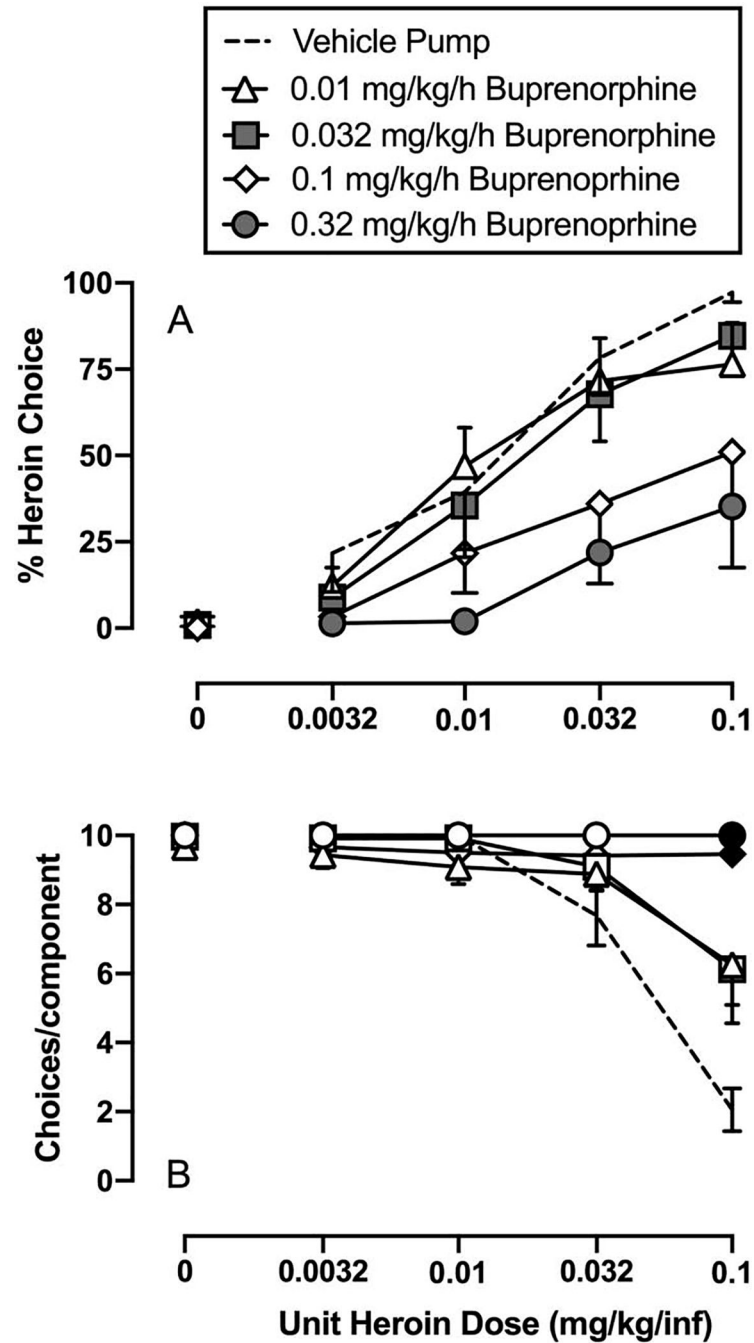 Vehicle Pump
0.01 mg/kg/h Buprenorphine
0.032 mg/kg/h Buprenorphine
0.1 mg/kg/h Buprenoprhine
0.32 mg/kg/h Buprenoprhine
A
% Heroin Choice
100
75
50
25
0
0 0.0032 0.01 0.032 0.1
Choices/component
10
8
6
4
2
0
B
0 0.0032 0.01 0.032 0.1
Unit Heroin Dose (mg/kg/inf)